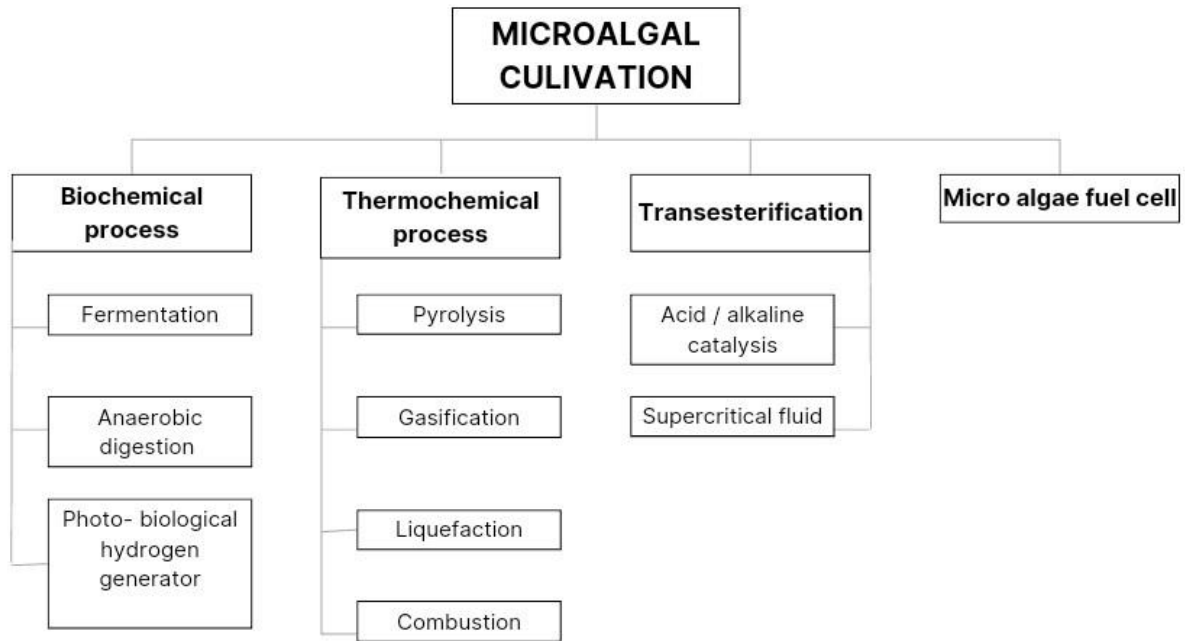 MICROALGAL
CULIVATION
Biochemical
process
Thermochemical
process
Transesterification
Micro algae fuel cell
Fermentation
Anaerobic
digestion
Photo- biological
hydrogen
generator
Pyrolysis
Gasification
Liquefaction
Combustion
Acid / alkaline
catalysis
Supercritical fluid